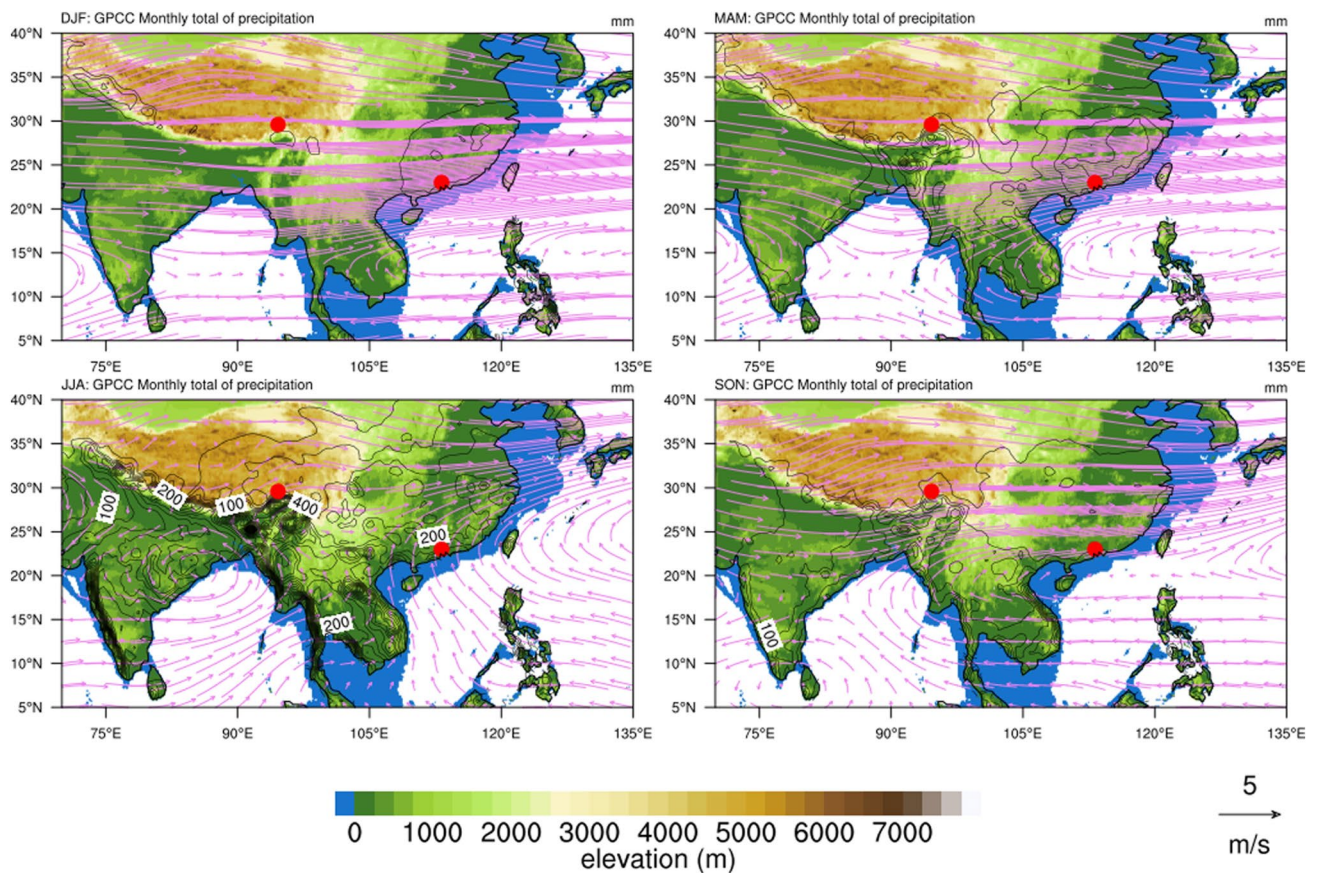 DJF: GPCC Monthly total of precipitation mm
MAM: GPCC Monthly total of precipitation mm
40°N
35°N
30°N
25°N
20°N
15°N
10°N
5°N
75°E 90°E 105°E 120°E 135°E
40°N
35°N
30°N
25°N
20°N
15°N
10°N
5°N
75°E 90°E 105°E 120°E 135°E
JJA: GPCC Monthly total of precipitation mm
SON: GPCC Monthly total of precipitation mm
40°N
35°N
30°N
25°N
20°N
15°N
10°N
5°N
100 200 100 400
200
200
75°E 90°E 105°E 120°E 135°E
40°N
35°N
30°N
25°N
20°N
15°N
10°N
5°N
100
75°E 90°E 105°E 120°E 135°E
0 1000 2000 3000 4000 5000 6000 7000
elevation (m)
5
m/s